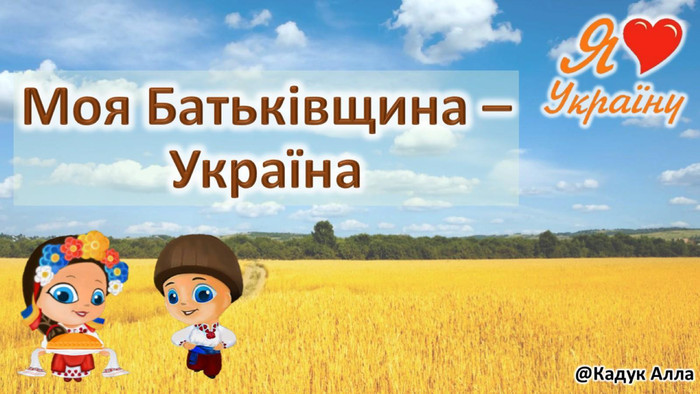 Моя Батьківщина –
Україна
Я
Україну
@Кадук Алла